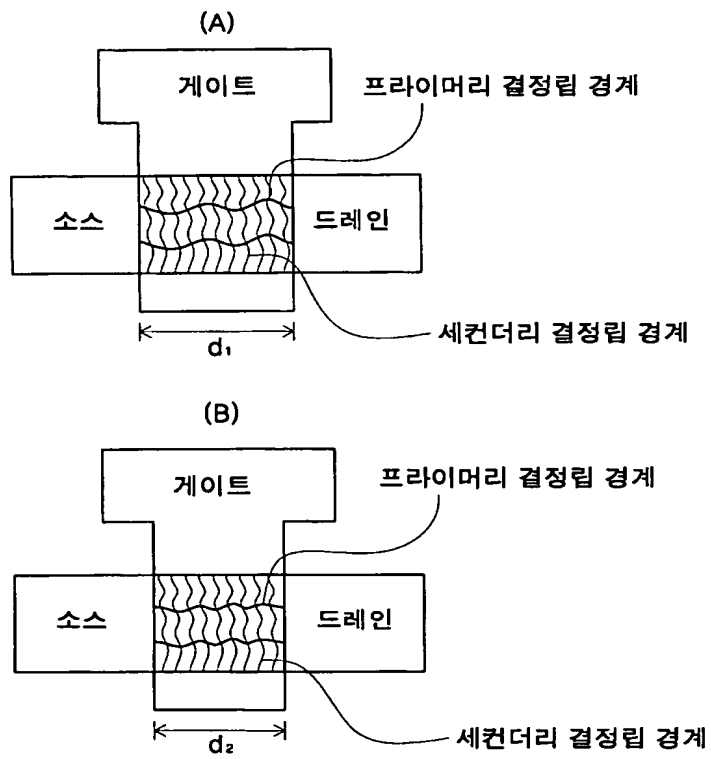 (A)
게이트
프라이머리 결정립 경계
소스
드레인
세컨더리 결정립 경계
d₁
(B)
게이트
프라이머리 결정립 경계
소스
드레인
세컨더리 결정립 경계
d₂